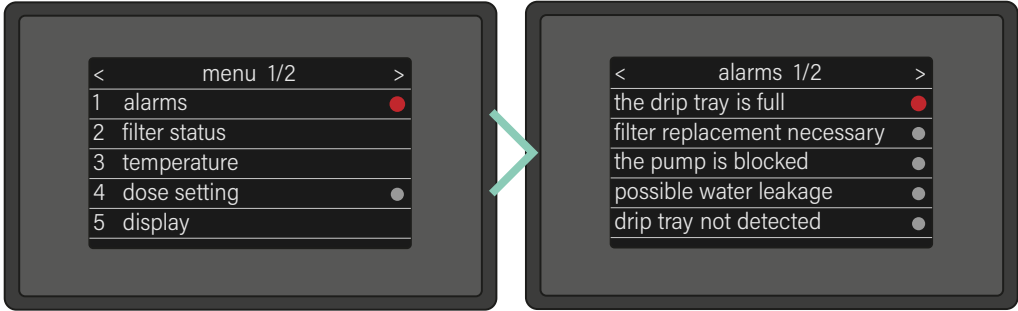 < menu 1/2 >
1 alarms
2 filter status
3 temperature
4 dose setting
5 display
< alarms 1/2 >
the drip tray is full
filter replacement necessary
the pump is blocked
possible water leakage
drip tray not detected